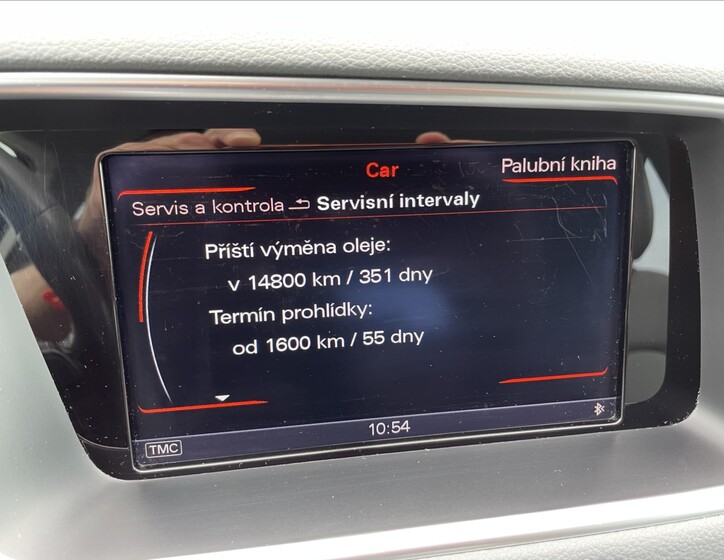 Car
Palubní kniha
Servis a kontrola Servisní intervaly
Příští výměna oleje:
v 14800 km / 351 dny
Termín prohlídky:
od 1600 km / 55 dny
TMC
10:54